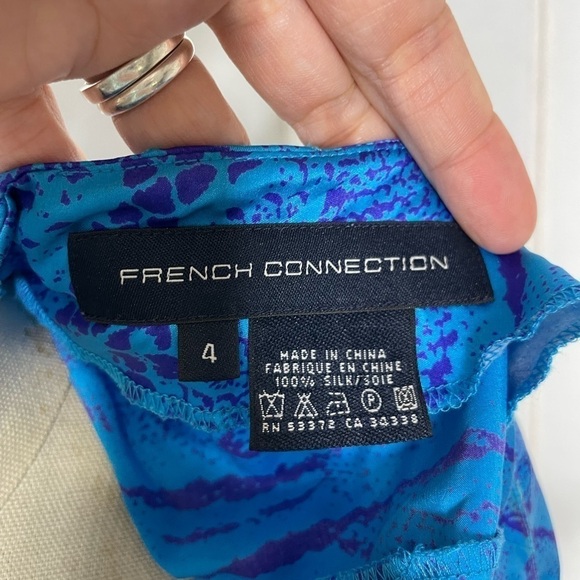 FRENCH CONNECTION
4
MADE IN CHINA
FABRIQUE EN CHINE
100% SILK/SOIE
P
RN 53372 CA 30338